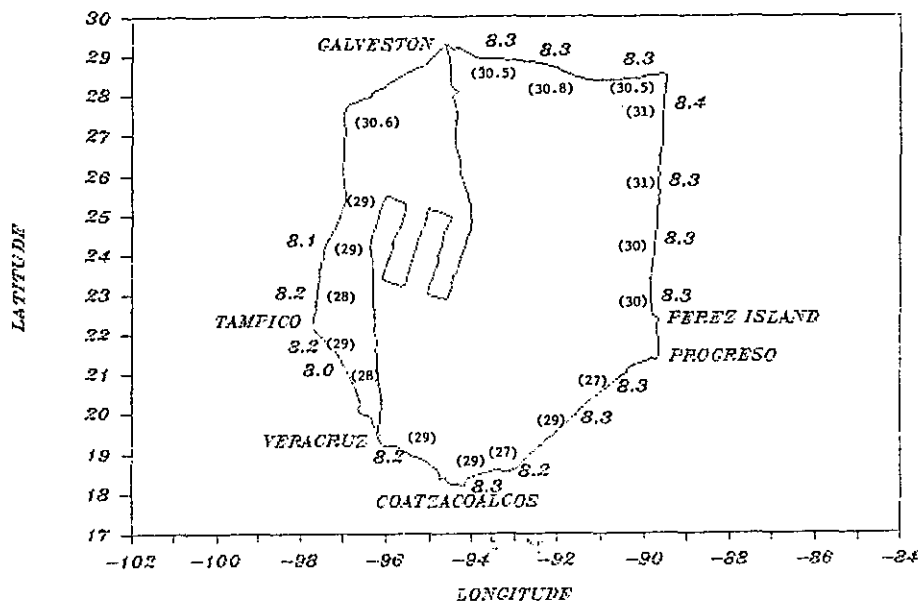 30
GALVESTON 8.3 8.3 8.3
29
(30.5) (30.8) (30.5)
28 8.4
(31)
(30.6)
27
26 (31) 8.3
(29)
25
8.1 (29) (30) 8.3
24
8.2 (28) (30) 8.3
23
TAMPICO PEREZ ISLAND
22
8.2 (29) PROGRESO
8.0
21 (28) (27) 8.3
20 (29) 8.3
VERACRUZ (29)
19 8.2 (29) (27) 8.2
8.3
18 COATZACOALCOS
17
-102 -98 -96 -94 -92 -90 -88 -86 -84
LONGITUDE
LATITUDE